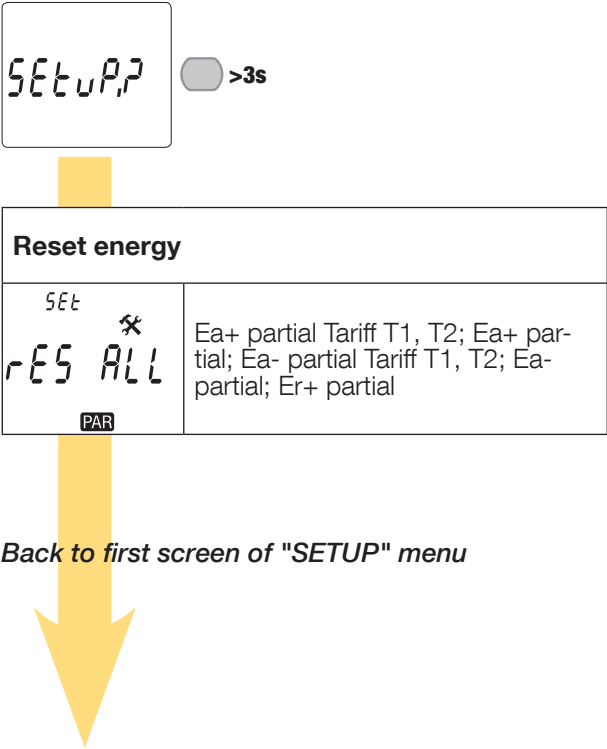 SEtuP,?
>3s
Reset energy
SEt
rES ALL
PAR
Ea+ partial Tariff T1, T2; Ea+ par-
tial; Ea- partial Tariff T1, T2; Ea-
partial; Er+ partial
Back to first screen of "SETUP" menu